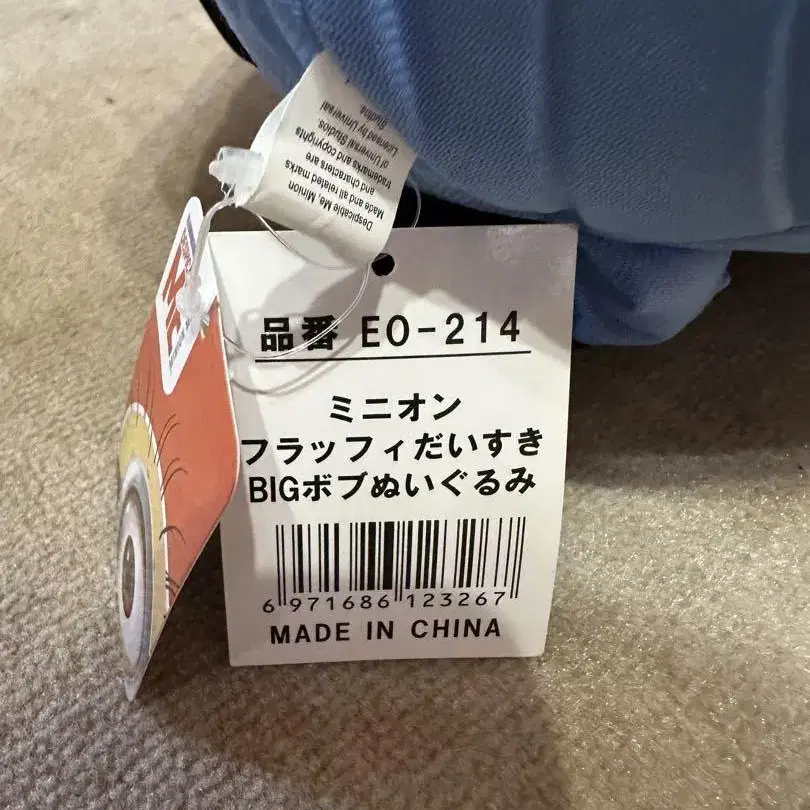 Despicable Me, Minion
Made and all related marks
and characters are
trademarks and copyrights
of Universal Studios.
Licensed by Universal
Studios.
品番 EO-214
ミニオン
フラッフィだいすき
BIGボブぬいぐるみ
6 971686 123267
MADE IN CHINA